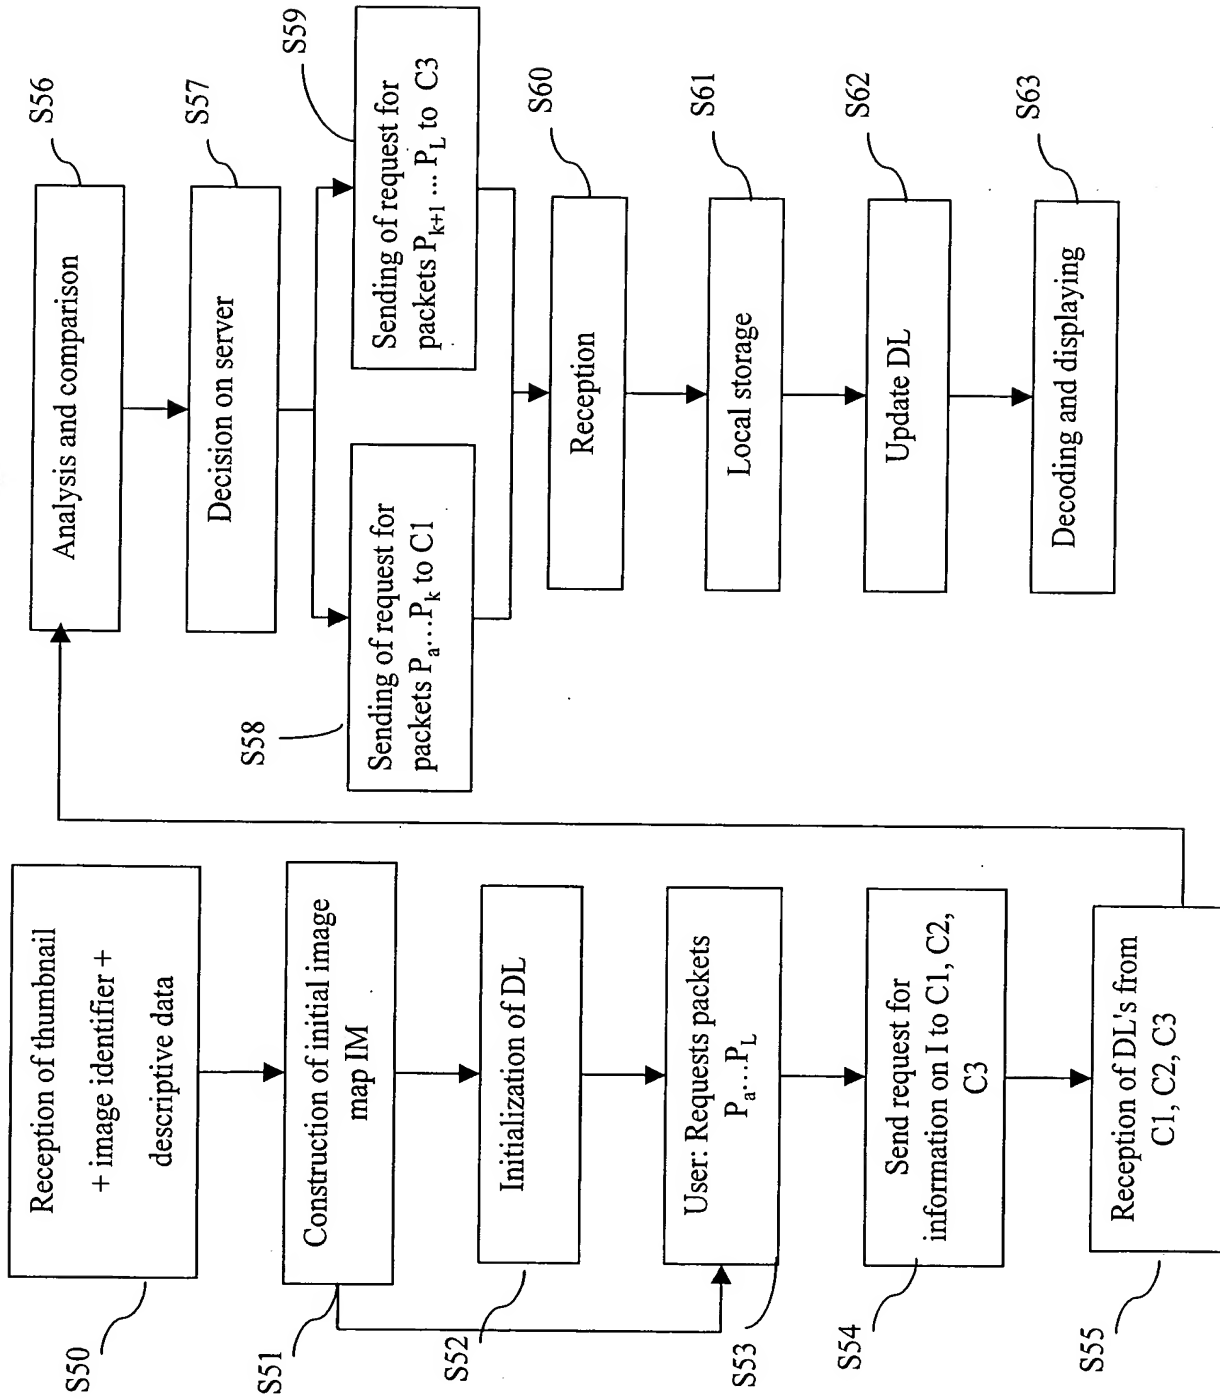 S50
Reception of thumbnail
+ image identifier +
descriptive data
S51
Construction of initial image
map IM
S52
Initialization of DL
S53
User: Requests packets
Pa...PL
S54
Send request for
information on I to C1, C2,
C3
S55
Reception of DL's from
C1, C2, C3
S56
Analysis and comparison
S57
Decision on server
S58
Sending of request for
packets Pa...Pk to C1
S59
Sending of request for
packets Pk+1 ... PL to C3
S60
Reception
S61
Local storage
S62
Update DL
S63
Decoding and displaying